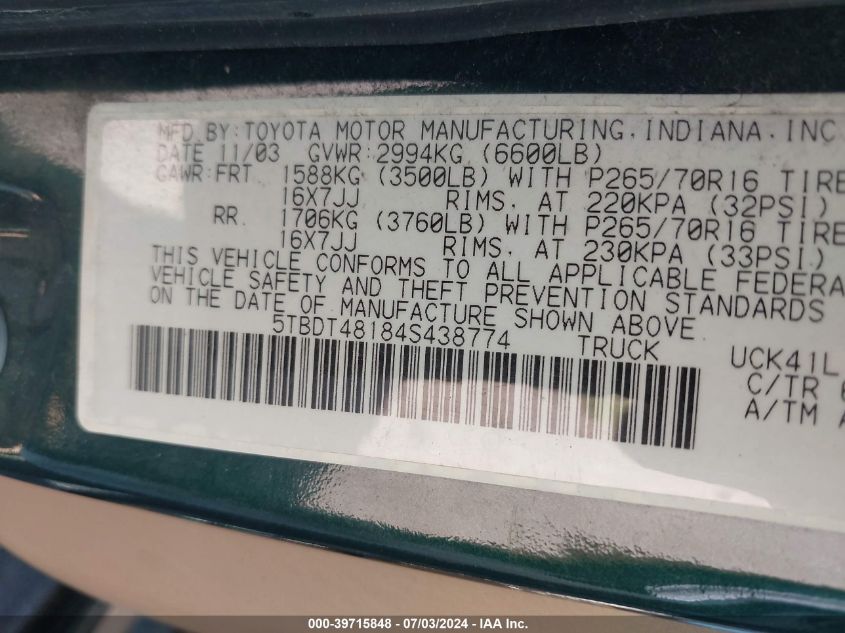 MFD BY:TOYOTA MOTOR MANUFACTURING, INDIANA, INC
DATE 11/03 GVWR:2994KG (6600LB)
GAWR:FRT 1588KG (3500LB) WITH P265/70R16 TIRE
16X7JJ RIMS, AT 220KPA (32PSI)
RR. 1706KG (3760LB) WITH P265/70R16 TIRE
16X7JJ RIMS, AT 230KPA (33PSI)
THIS VEHICLE CONFORMS TO ALL APPLICABLE FEDERA
VEHICLE SAFETY AND THEFT PREVENTION STANDARDS
ON THE DATE OF MANUFACTURE SHOWN ABOVE.
5TBDT48184S438774 TRUCK UCK41L
C/TR 6
A/TM A
000-39715848 - 07/03/2024 - IAA Inc.